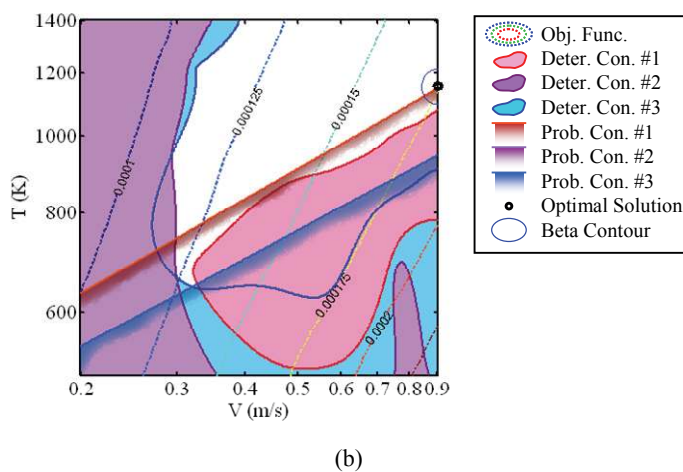 1400
1200
1000
800
600
T (K)
0.0001
0.000125
0.00015
0.000175
0.0002
0.2
0.3
0.4
0.5
0.6
0.7
0.8
0.9
V (m/s)
Obj. Func.
Deter. Con. #1
Deter. Con. #2
Deter. Con. #3
Prob. Con. #1
Prob. Con. #2
Prob. Con. #3
Optimal Solution
Beta Contour
(b)